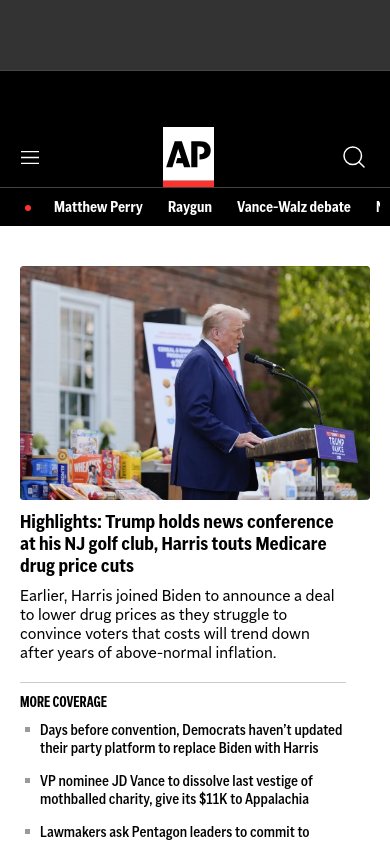 AP
Matthew Perry Raygun Vance-Walz debate
TRUMP
VANCE
Highlights: Trump holds news conference
at his NJ golf club, Harris touts Medicare
drug price cuts
Earlier, Harris joined Biden to announce a deal
to lower drug prices as they struggle to
convince voters that costs will trend down
after years of above-normal inflation.
MORE COVERAGE
Days before convention, Democrats haven't updated
their party platform to replace Biden with Harris
VP nominee JD Vance to dissolve last vestige of
mothballed charity, give its $11K to Appalachia
Lawmakers ask Pentagon leaders to commit to